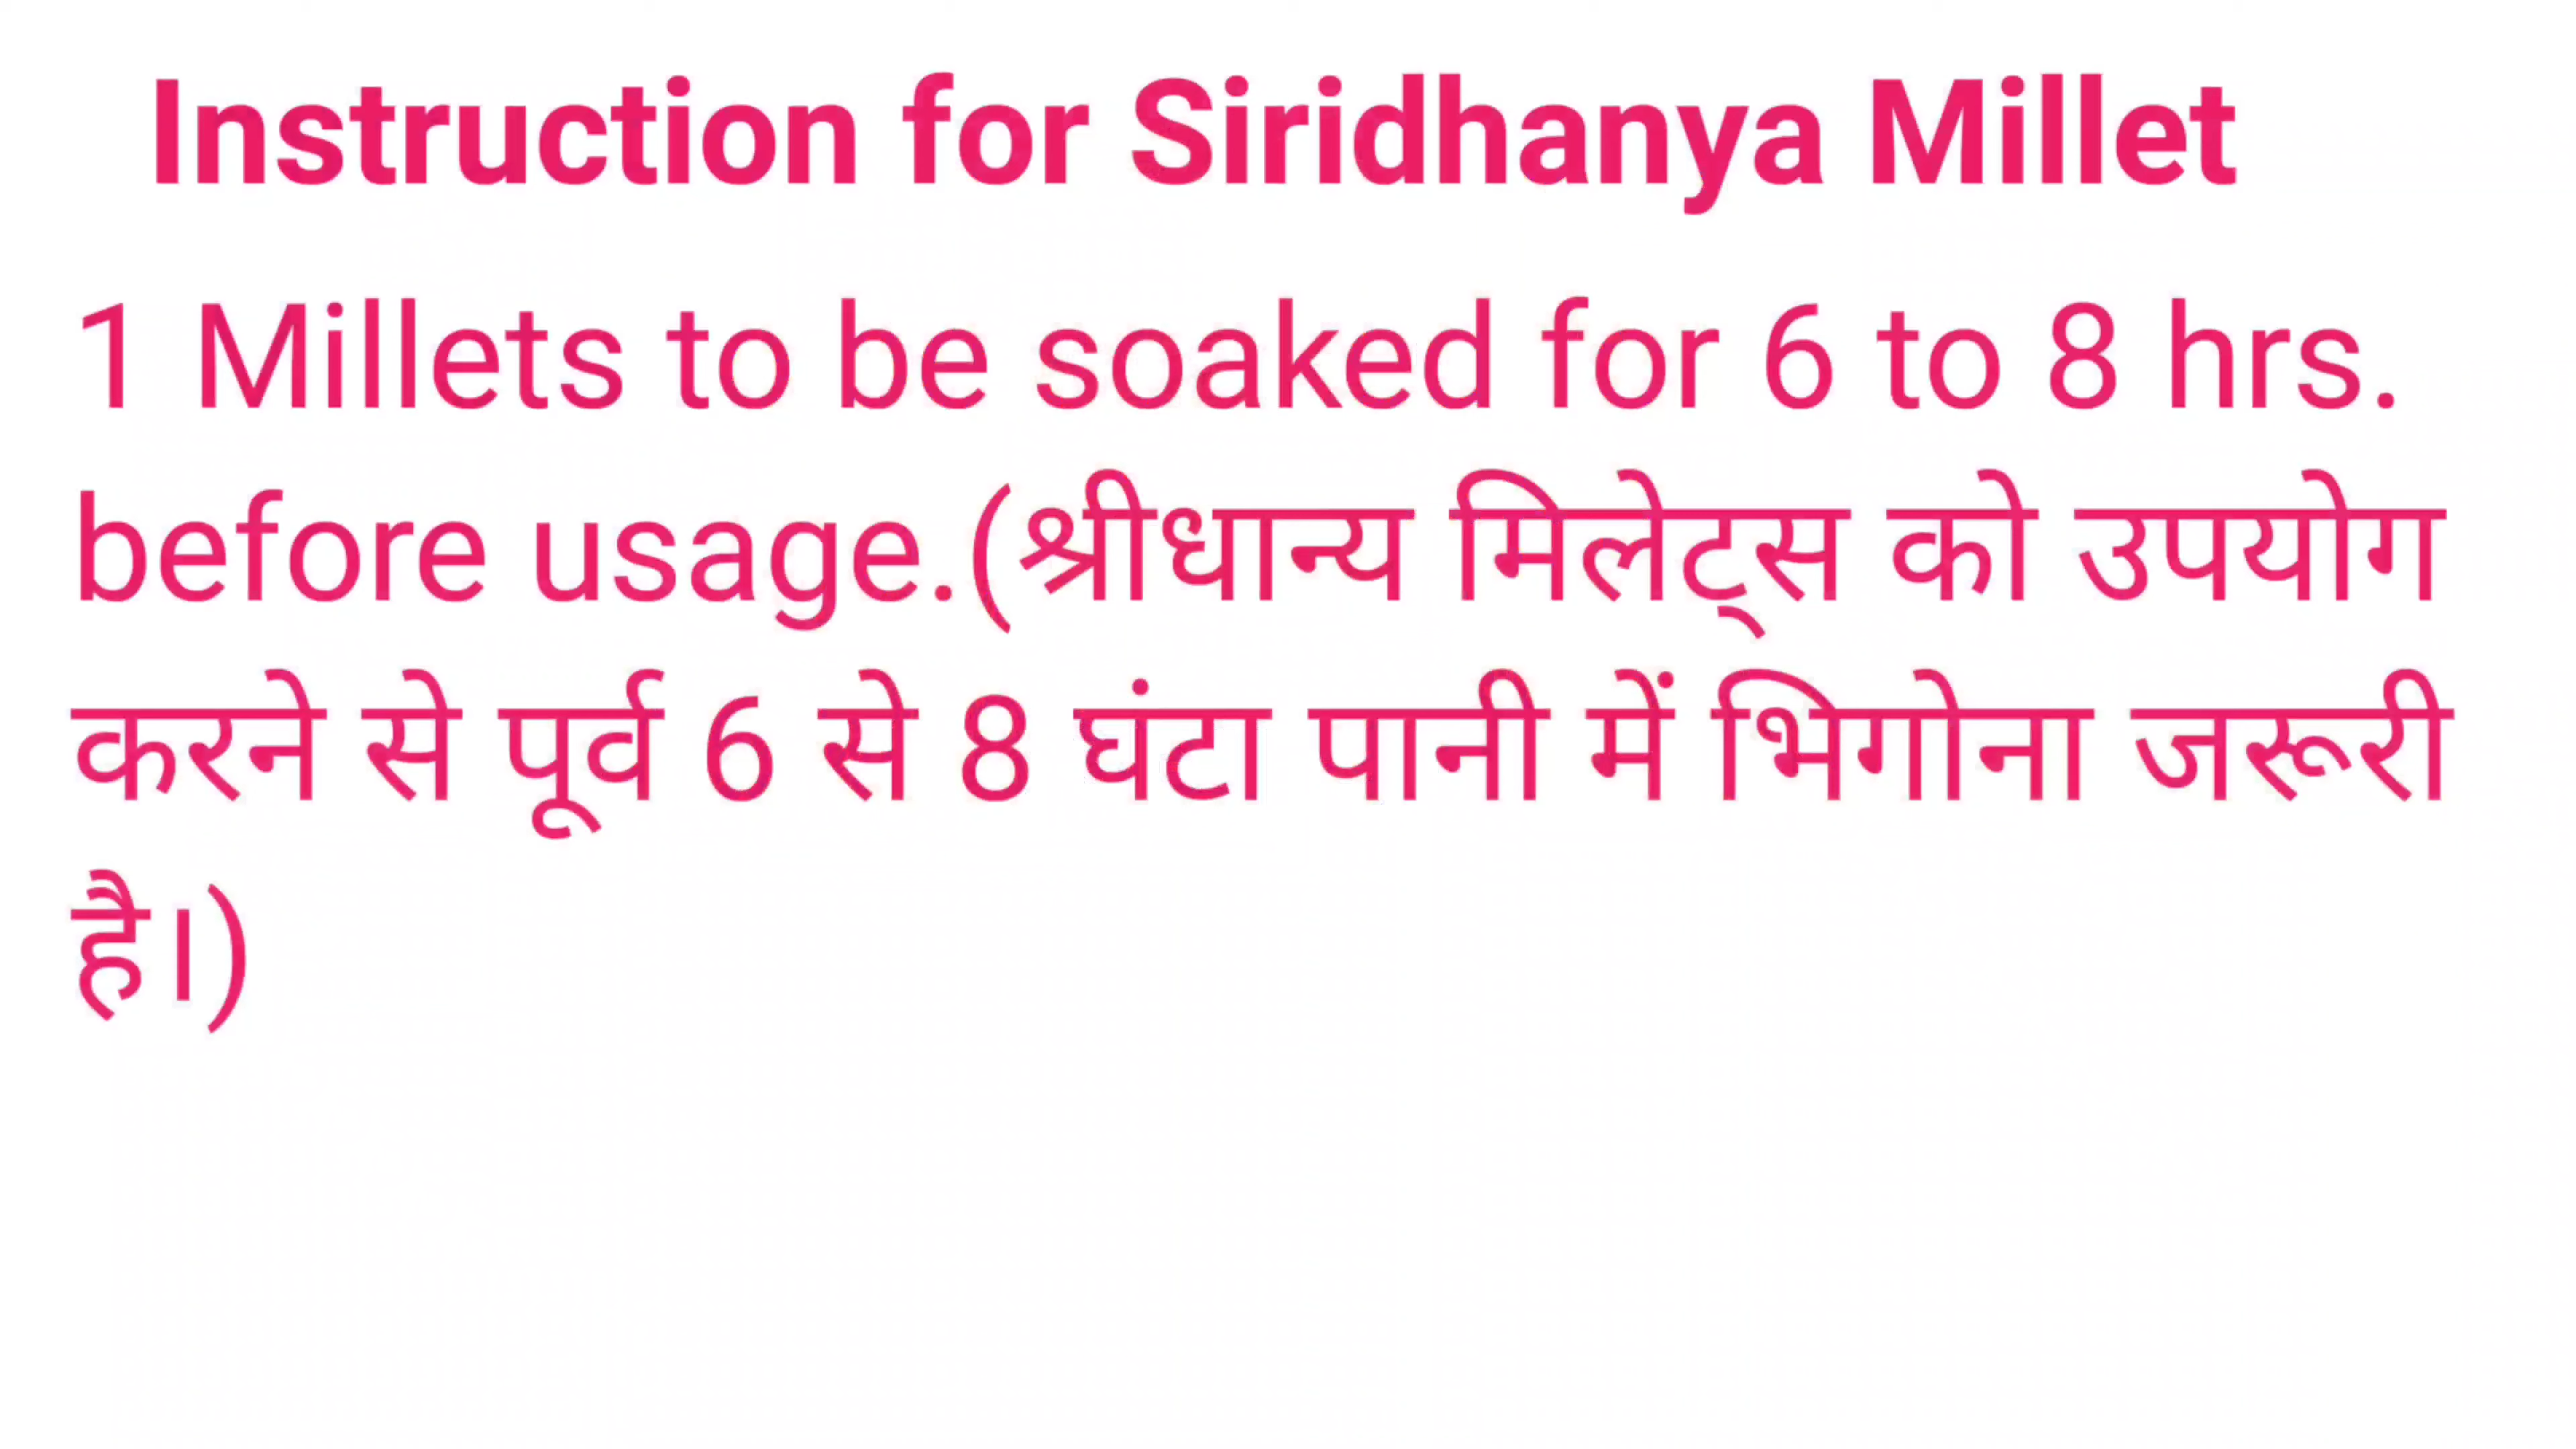 Instruction for Siridhanya Millet
1 Millets to be soaked for 6 to 8 hrs.
before usage.(श्रीधान्य मिलेट्स को उपयोग
करने से पूर्व 6 से 8 घंटा पानी में भिगोना जरूरी
है।)